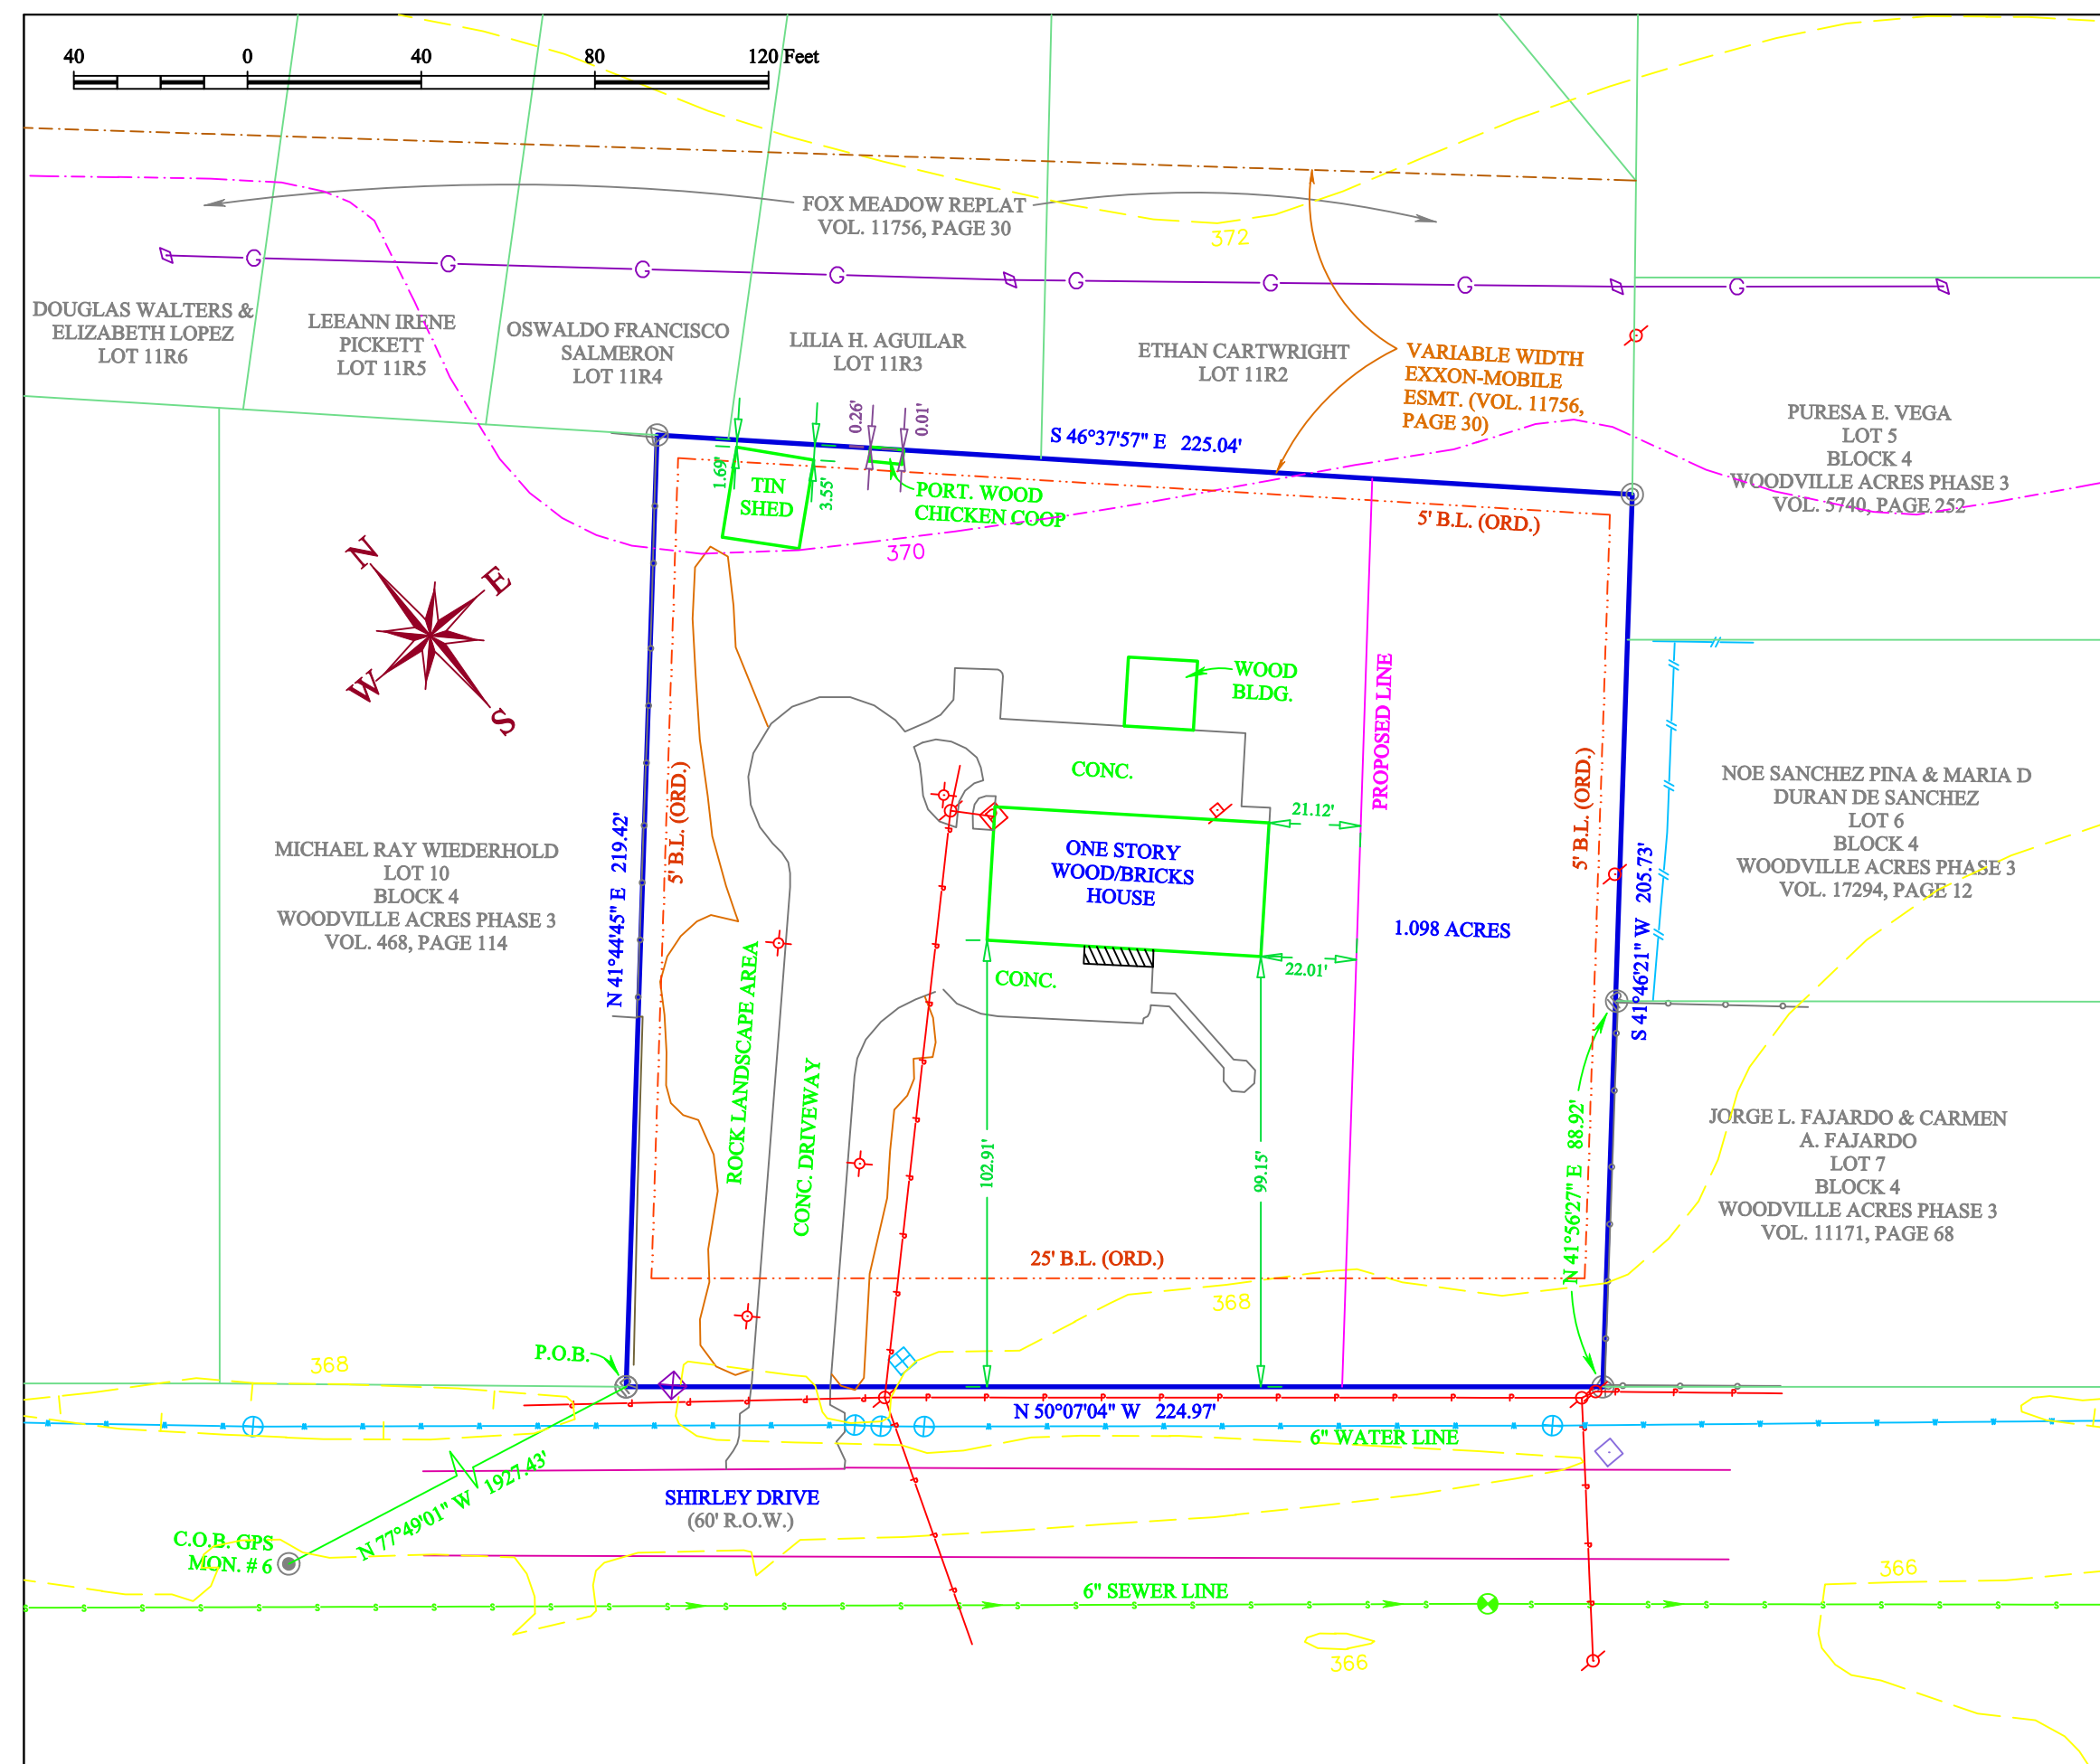 40 0 40 80 120 Feet
FOX MEADOW REPLAT
VOL. 11756, PAGE 30
372
G G G G G G G G
DOUGLAS WALTERS &
ELIZABETH LOPEZ
LOT 11R6
LEEANN IRENE
PICKETT
LOT 11R5
OSWALDO FRANCISCO
SALMERON
LOT 11R4
LILIA H. AGUILAR
LOT 11R3
ETHAN CARTWRIGHT
LOT 11R2
VARIABLE WIDTH
EXXON-MOBILE
ESMT. (VOL. 11756,
PAGE 30)
PURESA E. VEGA
LOT 5
BLOCK 4
WOODVILLE ACRES PHASE 3
VOL. 5740, PAGE 252
0.26'
0.01'
S 46°37'57" E 225.04'
1.69'
TIN
SHED
3.55'
PORT. WOOD
CHICKEN COOP
5' B.L. (ORD.)
370
N
E
W
S
WOOD
BLDG.
PROPOSED LINE
CONC.
5' B.L. (ORD.)
5' B.L. (ORD.)
21.12'
ONE STORY
WOOD/BRICKS
HOUSE
NOE SANCHEZ PINA & MARIA D
DURAN DE SANCHEZ
LOT 6
BLOCK 4
WOODVILLE ACRES PHASE 3
VOL. 17294, PAGE 12
MICHAEL RAY WIEDERHOLD
LOT 10
BLOCK 4
WOODVILLE ACRES PHASE 3
VOL. 468, PAGE 114
N 41°44'45" E 219.42'
1.098 ACRES
S 41°46'21" W 205.73'
22.01'
CONC.
ROCK LANDSCAPE AREA
CONC. DRIVEWAY
102.91'
99.15'
N 41°56'27" E 88.92'
JORGE L. FAJARDO & CARMEN
A. FAJARDO
LOT 7
BLOCK 4
WOODVILLE ACRES PHASE 3
VOL. 11171, PAGE 68
25' B.L. (ORD.)
368
P.O.B.
368
N 50°07'04" W 224.97'
6" WATER LINE
N 77°49'01" W 1927.43'
SHIRLEY DRIVE
(60' R.O.W.)
C.O.B. GPS
MON. # 6
6" SEWER LINE
366
366